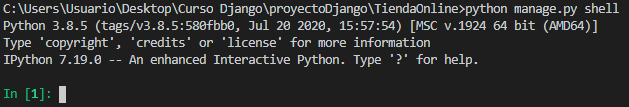 C:\Users\Usuario\Desktop\Curso Django\proyectoDjango\TiendaOnline>python manage.py shell
Python 3.8.5 (tags/v3.8.5:580fbb0, Jul 20 2020, 15:57:54) [MSC v.1924 64 bit (AMD64)]
Type 'copyright', 'credits' or 'license' for more information
IPython 7.19.0 -- An enhanced Interactive Python. Type '?' for help.
In [1]: